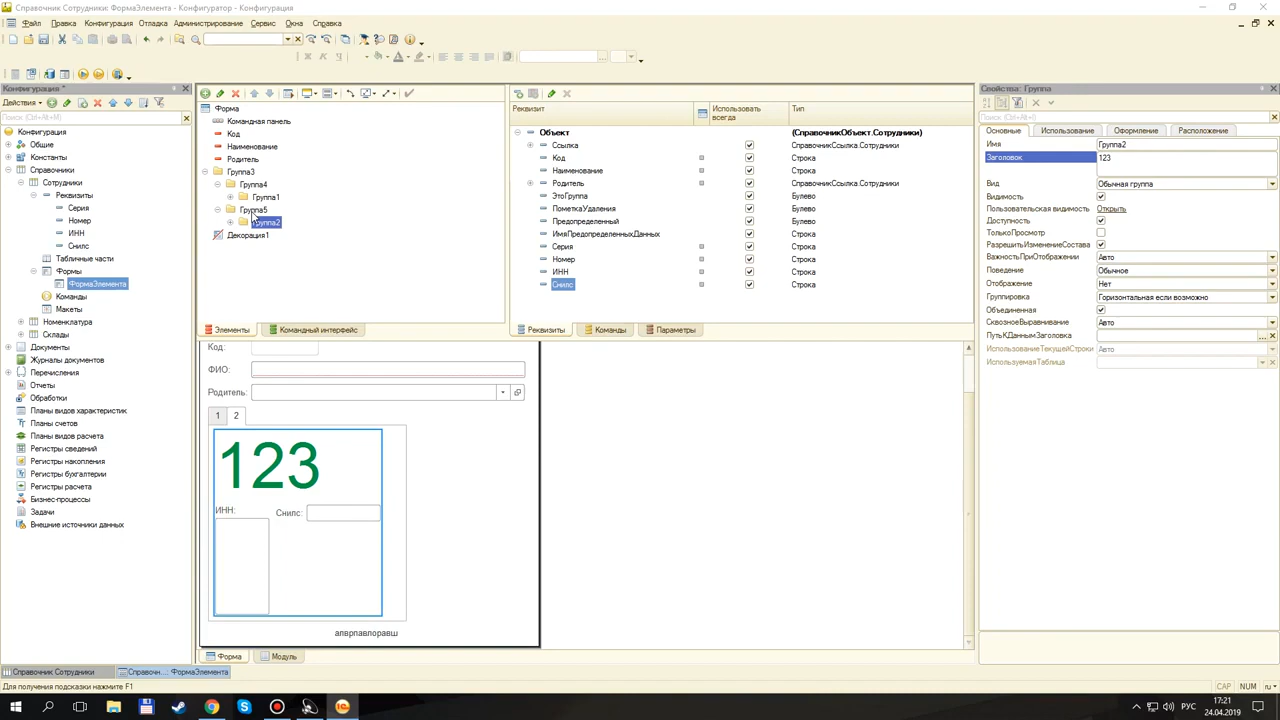 Справочник Сотрудники: ФормаЭлемента - Конфигуратор - Конфигурация
Файл Правка Конфигурация Отладка Администрирование Сервис Окна Справка
Конфигурация *
Действия
Поиск (Ctrl+Alt+M)
Конфигурация
Общие
Константы
Справочники
Сотрудники
Реквизиты
Серия
Номер
ИНН
Снилс
Табличные части
Формы
ФормаЭлемента
Команды
Макеты
Номенклатура
Склады
Документы
Журналы документов
Перечисления
Отчеты
Обработки
Планы видов характеристик
Планы счетов
Планы видов расчета
Регистры сведений
Регистры накопления
Регистры бухгалтерии
Регистры расчета
Бизнес-процессы
Задачи
Внешние источники данных
Форма
Командная панель
Код
Наименование
Родитель
Группа3
Группа4
Группа1
Группа5
Группа2
Декорация1
Элементы Командный интерфейс
Реквизит Использовать всегда Тип
Объект (СправочникОбъект.Сотрудники)
Ссылка СправочникСсылка.Сотрудники
Код Строка
Наименование Строка
Родитель СправочникСсылка.Сотрудники
ЭтоГруппа Булево
ПометкаУдаления Булево
Предопределенный Булево
ИмяПредопределенныхДанных Строка
Серия Строка
Номер Строка
ИНН Строка
Снилс Строка
Реквизиты Команды Параметры
Код:
ФИО:
Родитель:
1 2
123
ИНН:
Снилс:
апврпавлоравш
Форма Модуль
Свойства: Группа
Поиск (Ctrl+Alt+I)
Основные Использование Оформление Расположение
Имя Группа2
Заголовок 123
Вид Обычная группа
Видимость
Пользовательская видимость Открыть
Доступность
ТолькоПросмотр
РазрешитьИзменениеСостава
ВажностьПриОтображении Авто
Поведение Обычное
Отображение Нет
Группировка Горизонтальная если возможно
Объединенная
СквозноеВыравнивание Авто
ПутьКДаннымЗаголовка
ИспользованиеТекущейСтроки Авто
ИспользуемаяТаблица
Справочник Сотрудники Справочн...: ФормаЭлемента
Для получения подсказки нажмите F1
CAP NUM ru
РУС
17:21
24.04.2019